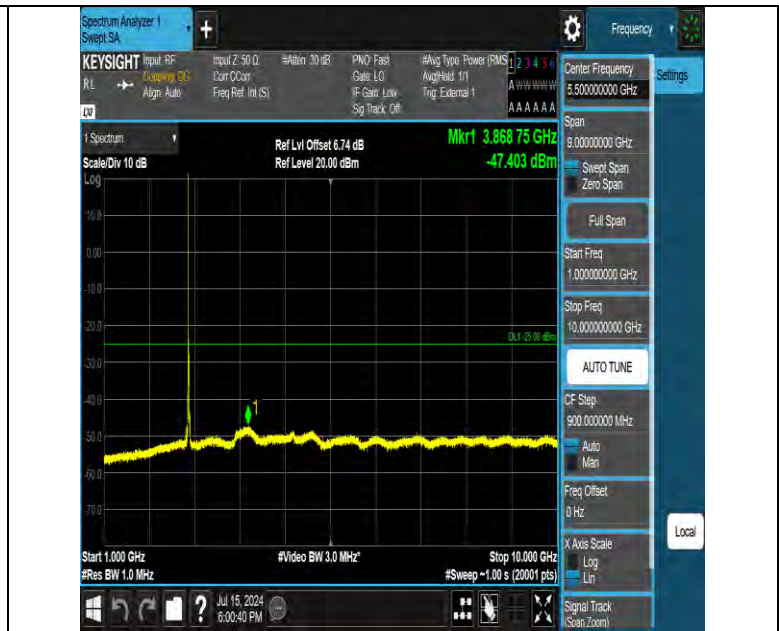 Spectrum Analyzer 1
Swept SA
+
Frequency
KEYSIGHT
RL
Input: RF
Coupling: DC
Align: Auto
Input Z: 50 Ω
Corr CCorr
Freq Ref: Int (S)
#Atten: 30 dB
PNO: Fast
Gate: LO
IF Gain: Low
Sig Track: Off
#Avg Type: Power (RMS
Avg|Hold: 1/1
Trig: External 1
1 2 3 4 5 6
A W W W W W
A A A A A A
LXI
1 Spectrum
Scale/Div 10 dB
Log
Ref Lvl Offset 6.74 dB
Ref Level 20.00 dBm
Mkr1 3.868 75 GHz
-47.403 dBm
10.0
0.00
-10.0
-20.0
-30.0
-40.0
-50.0
-60.0
-70.0
DL1 -25.00 dBm
1
Start 1.000 GHz
#Res BW 1.0 MHz
#Video BW 3.0 MHz*
Stop 10.000 GHz
#Sweep ~1.00 s (20001 pts)
?
Jul 15, 2024
6:00:40 PM
Center Frequency
5.500000000 GHz
Settings
Span
9.00000000 GHz
Swept Span
Zero Span
Full Span
Start Freq
1.000000000 GHz
Stop Freq
10.000000000 GHz
AUTO TUNE
CF Step
900.000000 MHz
Auto
Man
Freq Offset
0 Hz
X Axis Scale
Log
Lin
Local
Signal Track
(Span Zoom)